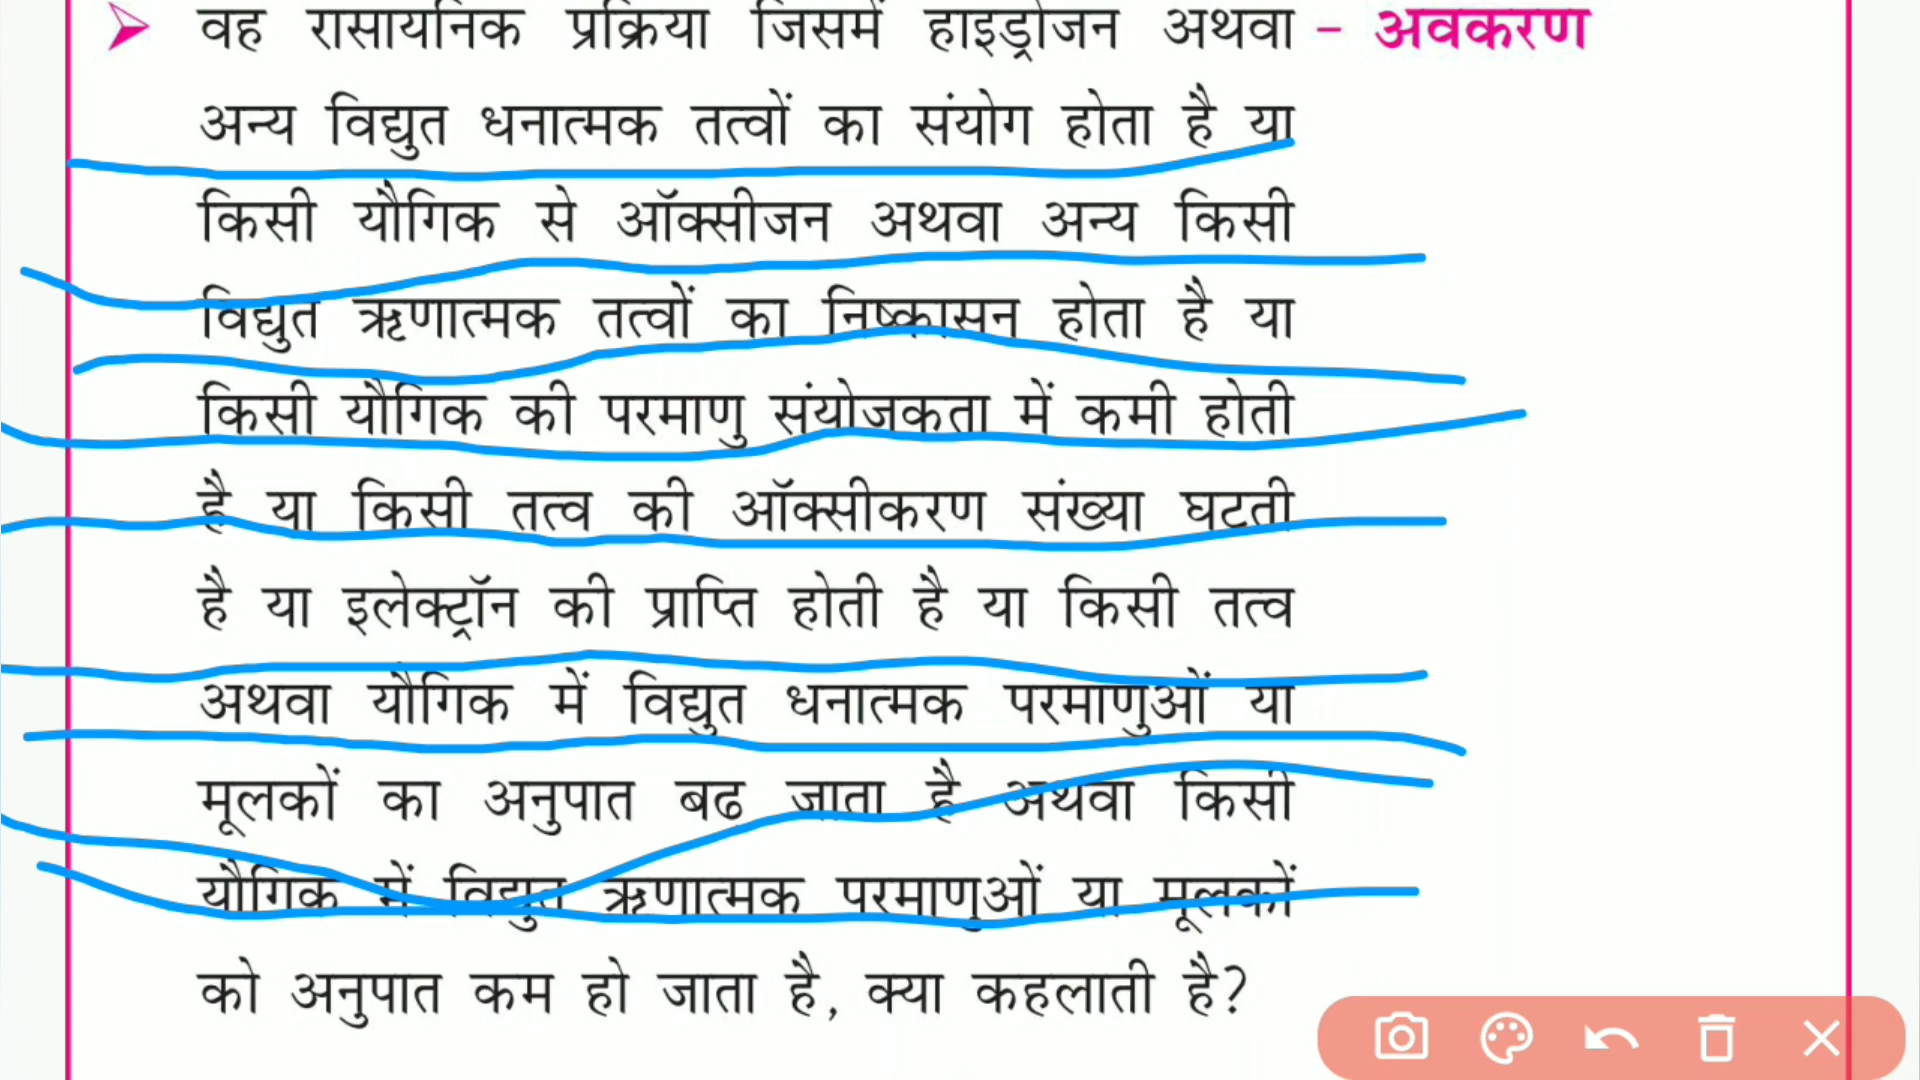 ➢ वह रासायनिक प्रक्रिया जिसमें हाइड्रोजन अथवा – अवकरण
अन्य विद्युत धनात्मक तत्वों का संयोग होता है या
किसी यौगिक से ऑक्सीजन अथवा अन्य किसी
विद्युत ऋणात्मक तत्वों का निष्कासन होता है या
किसी यौगिक की परमाणु संयोजकता में कमी होती
है या किसी तत्व की ऑक्सीकरण संख्या घटती
है या इलेक्ट्रॉन की प्राप्ति होती है या किसी तत्व
अथवा यौगिक में विद्युत धनात्मक परमाणुओं या
मूलकों का अनुपात बढ जाता है अथवा किसी
यौगिक में विद्युत ऋणात्मक परमाणुओं या मूलकों
को अनुपात कम हो जाता है, क्या कहलाती है?